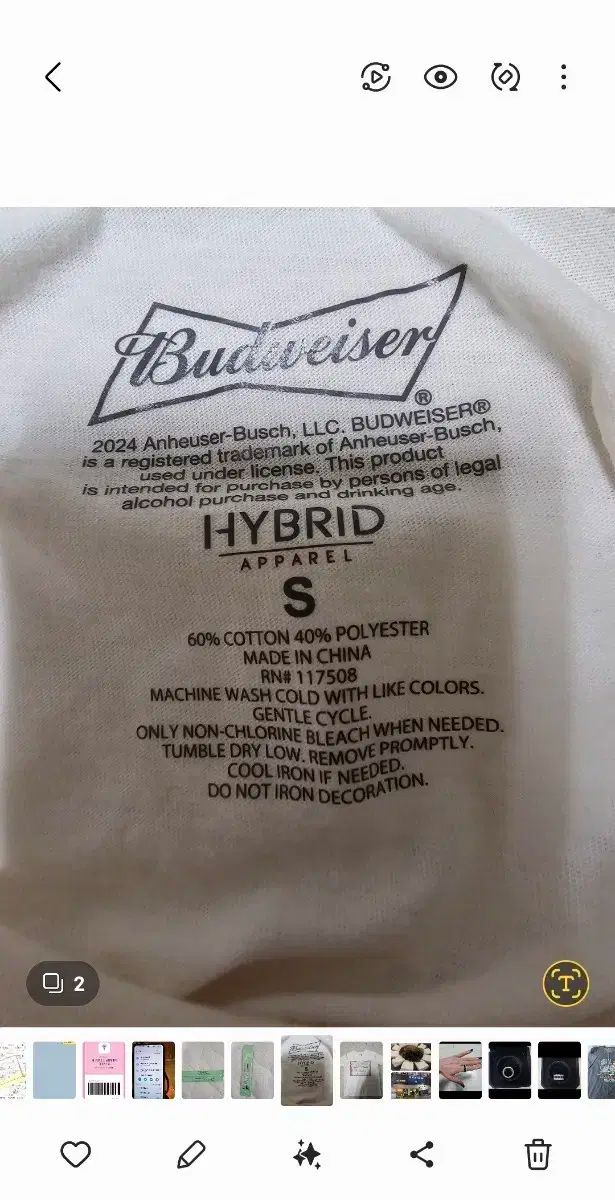 Budweiser®
2024 Anheuser-Busch, LLC. BUDWEISER®
is a registered trademark of Anheuser-Busch,
used under license. This product
is intended for purchase by persons of legal
alcohol purchase and drinking age.
HYBRID
APPAREL
S
60% COTTON 40% POLYESTER
MADE IN CHINA
RN# 117508
MACHINE WASH COLD WITH LIKE COLORS.
GENTLE CYCLE.
ONLY NON-CHLORINE BLEACH WHEN NEEDED.
TUMBLE DRY LOW. REMOVE PROMPTLY.
COOL IRON IF NEEDED.
DO NOT IRON DECORATION.
2
T